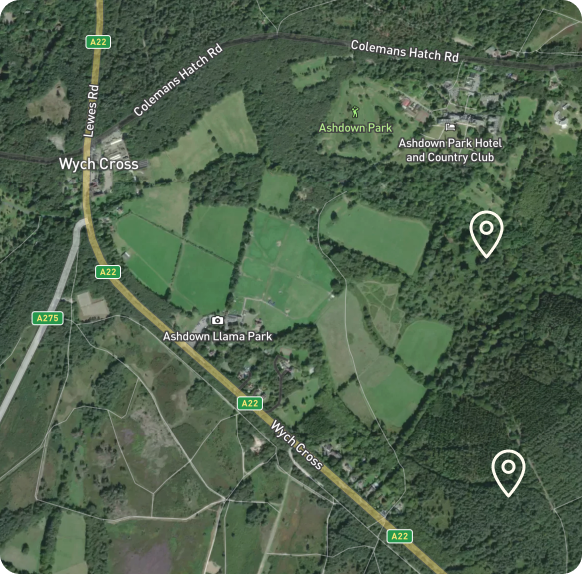 A22
Colemans Hatch Rd
Colemans Hatch Rd
Lewes Rd
Ashdown Park
Ashdown Park Hotel
and Country Club
Wych Cross
A22
A275
Ashdown Llama Park
A22
Wych Cross
A22